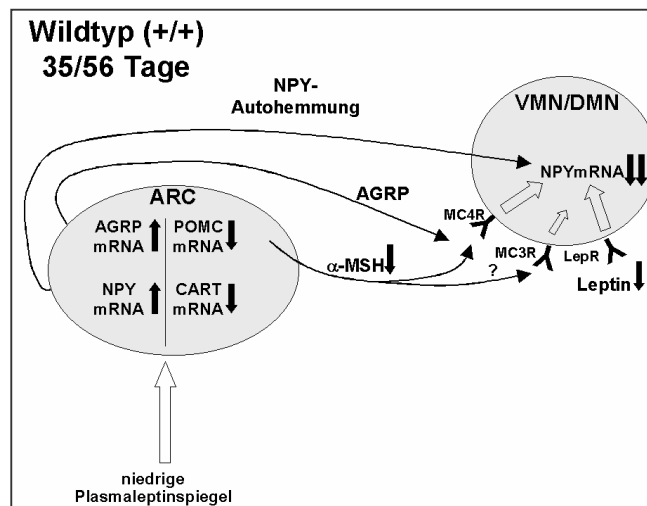 Wildtyp (+/+)
35/56 Tage
NPY-
Autohemmung
VMN/DMN
NPYmRNA
AGRP
ARC
AGRP POMC
mRNA mRNA
NPY CART
mRNA mRNA
MC4R
α-MSH
?
MC3R
LepR
Leptin
niedrige
Plasmaleptinspiegel